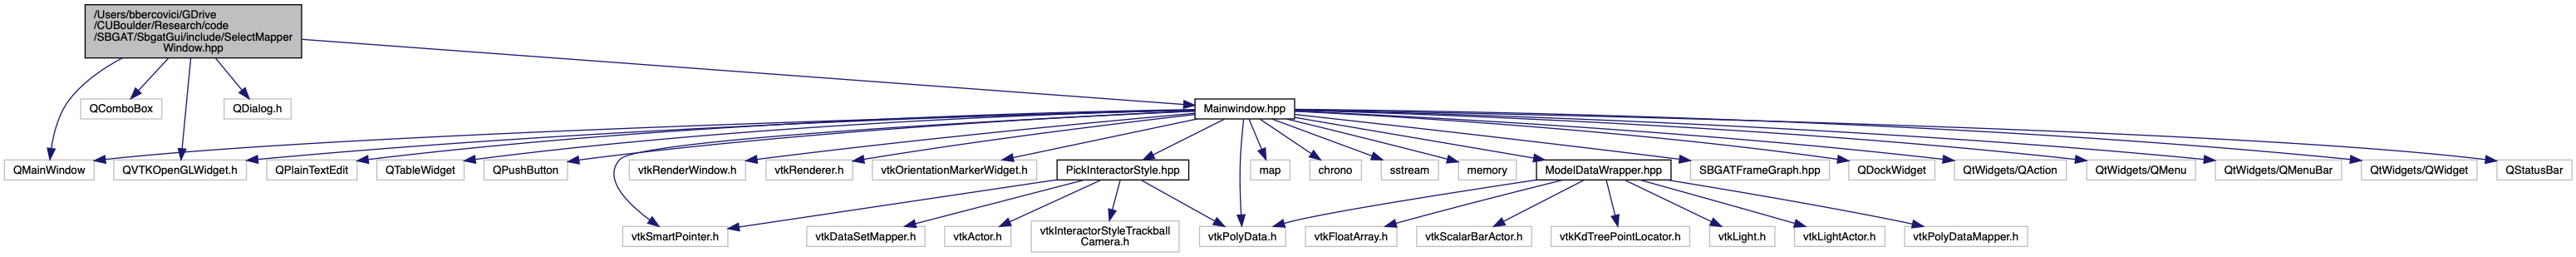 /Users/bbercovici/GDrive
/CUBoulder/Research/code
/SBGAT/SbgatGui/include/SelectMapper
Window.hpp
QComboBox
QDialog.h
Mainwindow.hpp
QMainWindow
QVTKOpenGLWidget.h
QPlainTextEdit
QTableWidget
QPushButton
vtkRenderWindow.h
vtkRenderer.h
vtkOrientationMarkerWidget.h
PickInteractorStyle.hpp
map
chrono
sstream
memory
ModelDataWrapper.hpp
SBGATFrameGraph.hpp
QDockWidget
QtWidgets/QAction
QtWidgets/QMenu
QtWidgets/QMenuBar
QtWidgets/QWidget
QStatusBar
vtkSmartPointer.h
vtkDataSetMapper.h
vtkActor.h
vtkInteractorStyleTrackball
Camera.h
vtkPolyData.h
vtkFloatArray.h
vtkScalarBarActor.h
vtkKdTreePointLocator.h
vtkLight.h
vtkLightActor.h
vtkPolyDataMapper.h